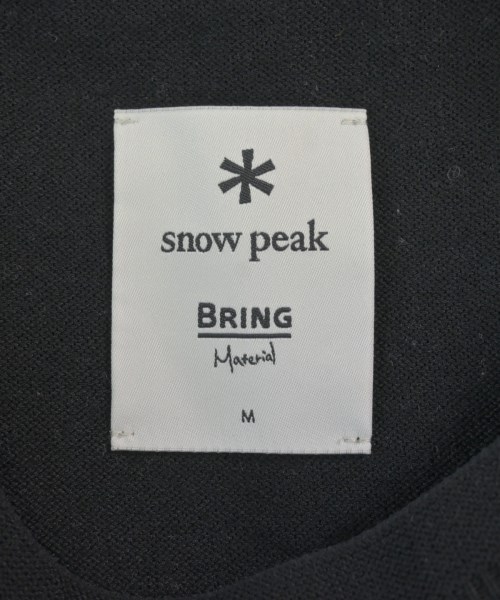 snow peak
BRING
Material
M